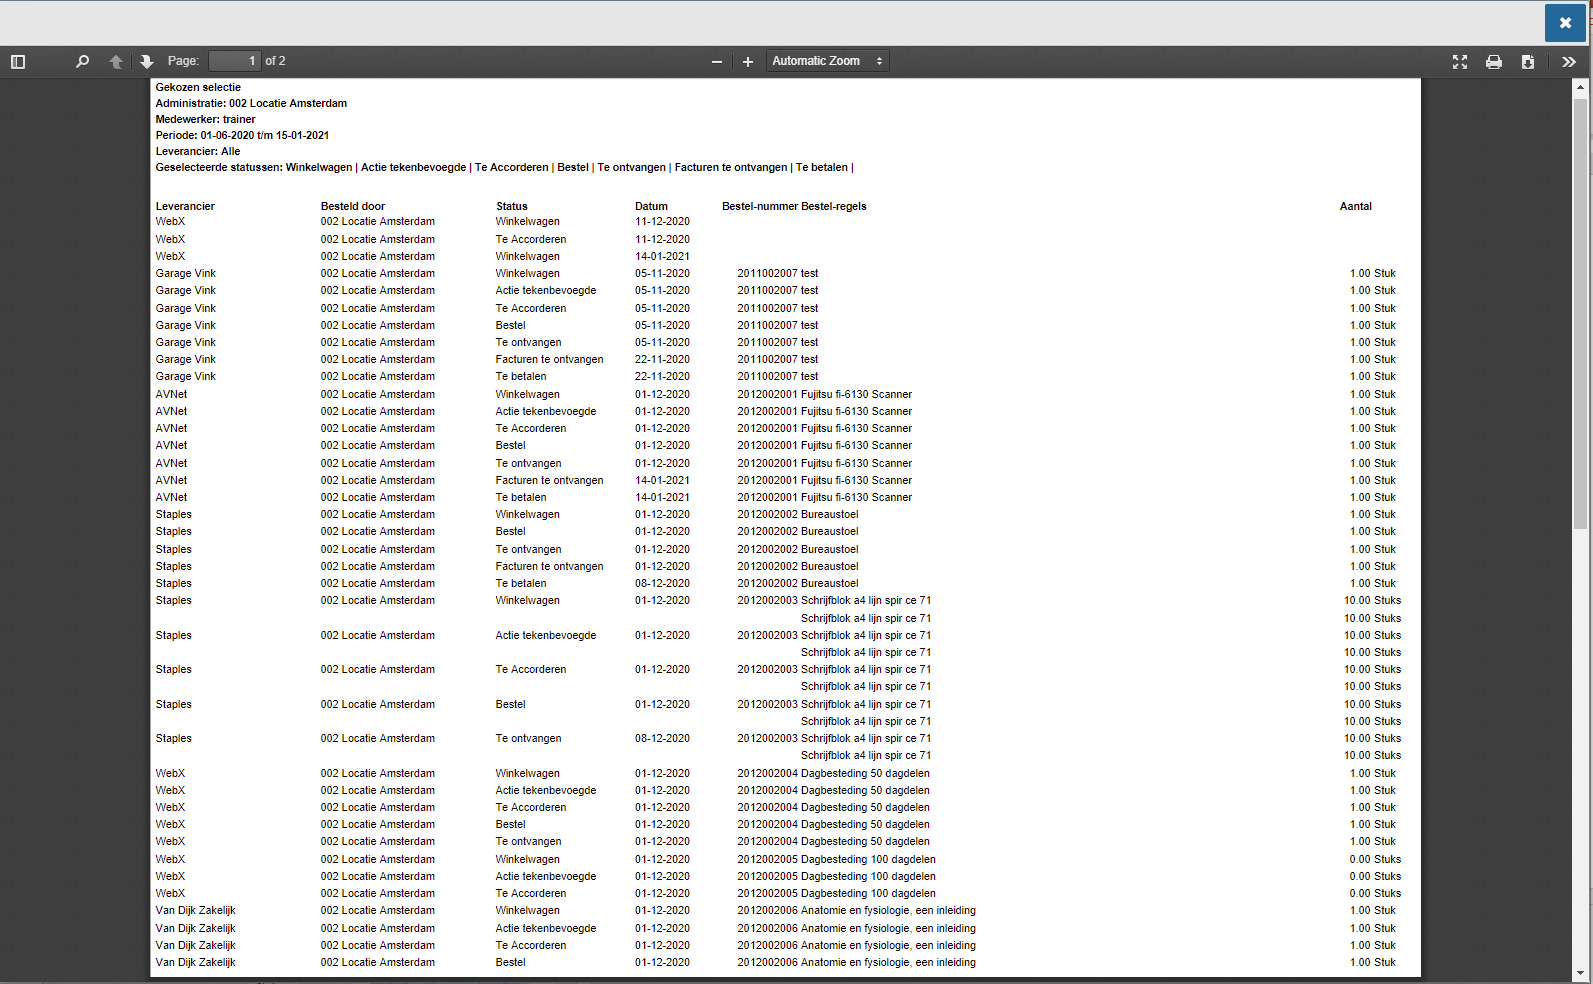 Page: 1 of 2 Automatic Zoom
Gekozen selectie
Administratie: 002 Locatie Amsterdam
Medewerker: trainer
Periode: 01-06-2020 t/m 15-01-2021
Leverancier: Alle
Geselecteerde statussen: Winkelwagen | Actie tekenbevoegde | Te Accorderen | Bestel | Te ontvangen | Facturen te ontvangen | Te betalen |
Leverancier Besteld door Status Datum Bestel-nummer Bestel-regels Aantal
WebX 002 Locatie Amsterdam Winkelwagen 11-12-2020
WebX 002 Locatie Amsterdam Te Accorderen 11-12-2020
WebX 002 Locatie Amsterdam Winkelwagen 14-01-2021
Garage Vink 002 Locatie Amsterdam Winkelwagen 05-11-2020 2011002007 test 1.00 Stuk
Garage Vink 002 Locatie Amsterdam Actie tekenbevoegde 05-11-2020 2011002007 test 1.00 Stuk
Garage Vink 002 Locatie Amsterdam Te Accorderen 05-11-2020 2011002007 test 1.00 Stuk
Garage Vink 002 Locatie Amsterdam Bestel 05-11-2020 2011002007 test 1.00 Stuk
Garage Vink 002 Locatie Amsterdam Te ontvangen 05-11-2020 2011002007 test 1.00 Stuk
Garage Vink 002 Locatie Amsterdam Facturen te ontvangen 22-11-2020 2011002007 test 1.00 Stuk
Garage Vink 002 Locatie Amsterdam Te betalen 22-11-2020 2011002007 test 1.00 Stuk
AVNet 002 Locatie Amsterdam Winkelwagen 01-12-2020 2012002001 Fujitsu fi-6130 Scanner 1.00 Stuk
AVNet 002 Locatie Amsterdam Actie tekenbevoegde 01-12-2020 2012002001 Fujitsu fi-6130 Scanner 1.00 Stuk
AVNet 002 Locatie Amsterdam Te Accorderen 01-12-2020 2012002001 Fujitsu fi-6130 Scanner 1.00 Stuk
AVNet 002 Locatie Amsterdam Bestel 01-12-2020 2012002001 Fujitsu fi-6130 Scanner 1.00 Stuk
AVNet 002 Locatie Amsterdam Te ontvangen 01-12-2020 2012002001 Fujitsu fi-6130 Scanner 1.00 Stuk
AVNet 002 Locatie Amsterdam Facturen te ontvangen 14-01-2021 2012002001 Fujitsu fi-6130 Scanner 1.00 Stuk
AVNet 002 Locatie Amsterdam Te betalen 14-01-2021 2012002001 Fujitsu fi-6130 Scanner 1.00 Stuk
Staples 002 Locatie Amsterdam Winkelwagen 01-12-2020 2012002002 Bureaustoel 1.00 Stuk
Staples 002 Locatie Amsterdam Bestel 01-12-2020 2012002002 Bureaustoel 1.00 Stuk
Staples 002 Locatie Amsterdam Te ontvangen 01-12-2020 2012002002 Bureaustoel 1.00 Stuk
Staples 002 Locatie Amsterdam Facturen te ontvangen 01-12-2020 2012002002 Bureaustoel 1.00 Stuk
Staples 002 Locatie Amsterdam Te betalen 08-12-2020 2012002002 Bureaustoel 1.00 Stuk
Staples 002 Locatie Amsterdam Winkelwagen 01-12-2020 2012002003 Schrijfblok a4 lijn spir ce 71 10.00 Stuks
Schrijfblok a4 lijn spir ce 71 10.00 Stuks
Staples 002 Locatie Amsterdam Actie tekenbevoegde 01-12-2020 2012002003 Schrijfblok a4 lijn spir ce 71 10.00 Stuks
Schrijfblok a4 lijn spir ce 71 10.00 Stuks
Staples 002 Locatie Amsterdam Te Accorderen 01-12-2020 2012002003 Schrijfblok a4 lijn spir ce 71 10.00 Stuks
Schrijfblok a4 lijn spir ce 71 10.00 Stuks
Staples 002 Locatie Amsterdam Bestel 01-12-2020 2012002003 Schrijfblok a4 lijn spir ce 71 10.00 Stuks
Schrijfblok a4 lijn spir ce 71 10.00 Stuks
Staples 002 Locatie Amsterdam Te ontvangen 08-12-2020 2012002003 Schrijfblok a4 lijn spir ce 71 10.00 Stuks
Schrijfblok a4 lijn spir ce 71 10.00 Stuks
WebX 002 Locatie Amsterdam Winkelwagen 01-12-2020 2012002004 Dagbesteding 50 dagdelen 1.00 Stuk
WebX 002 Locatie Amsterdam Actie tekenbevoegde 01-12-2020 2012002004 Dagbesteding 50 dagdelen 1.00 Stuk
WebX 002 Locatie Amsterdam Te Accorderen 01-12-2020 2012002004 Dagbesteding 50 dagdelen 1.00 Stuk
WebX 002 Locatie Amsterdam Bestel 01-12-2020 2012002004 Dagbesteding 50 dagdelen 1.00 Stuk
WebX 002 Locatie Amsterdam Te ontvangen 01-12-2020 2012002004 Dagbesteding 50 dagdelen 1.00 Stuk
WebX 002 Locatie Amsterdam Winkelwagen 01-12-2020 2012002005 Dagbesteding 100 dagdelen 0.00 Stuks
WebX 002 Locatie Amsterdam Actie tekenbevoegde 01-12-2020 2012002005 Dagbesteding 100 dagdelen 0.00 Stuks
WebX 002 Locatie Amsterdam Te Accorderen 01-12-2020 2012002005 Dagbesteding 100 dagdelen 0.00 Stuks
Van Dijk Zakelijk 002 Locatie Amsterdam Winkelwagen 01-12-2020 2012002006 Anatomie en fysiologie, een inleiding 1.00 Stuk
Van Dijk Zakelijk 002 Locatie Amsterdam Actie tekenbevoegde 01-12-2020 2012002006 Anatomie en fysiologie, een inleiding 1.00 Stuk
Van Dijk Zakelijk 002 Locatie Amsterdam Te Accorderen 01-12-2020 2012002006 Anatomie en fysiologie, een inleiding 1.00 Stuk
Van Dijk Zakelijk 002 Locatie Amsterdam Bestel 01-12-2020 2012002006 Anatomie en fysiologie, een inleiding 1.00 Stuk